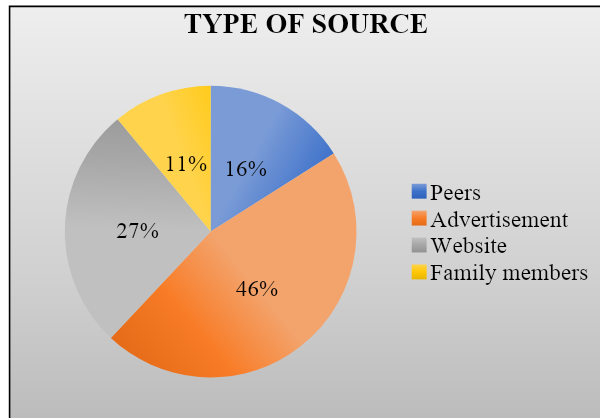 TYPE OF SOURCE
11%
16%
27%
46%
Peers
Advertisement
Website
Family members